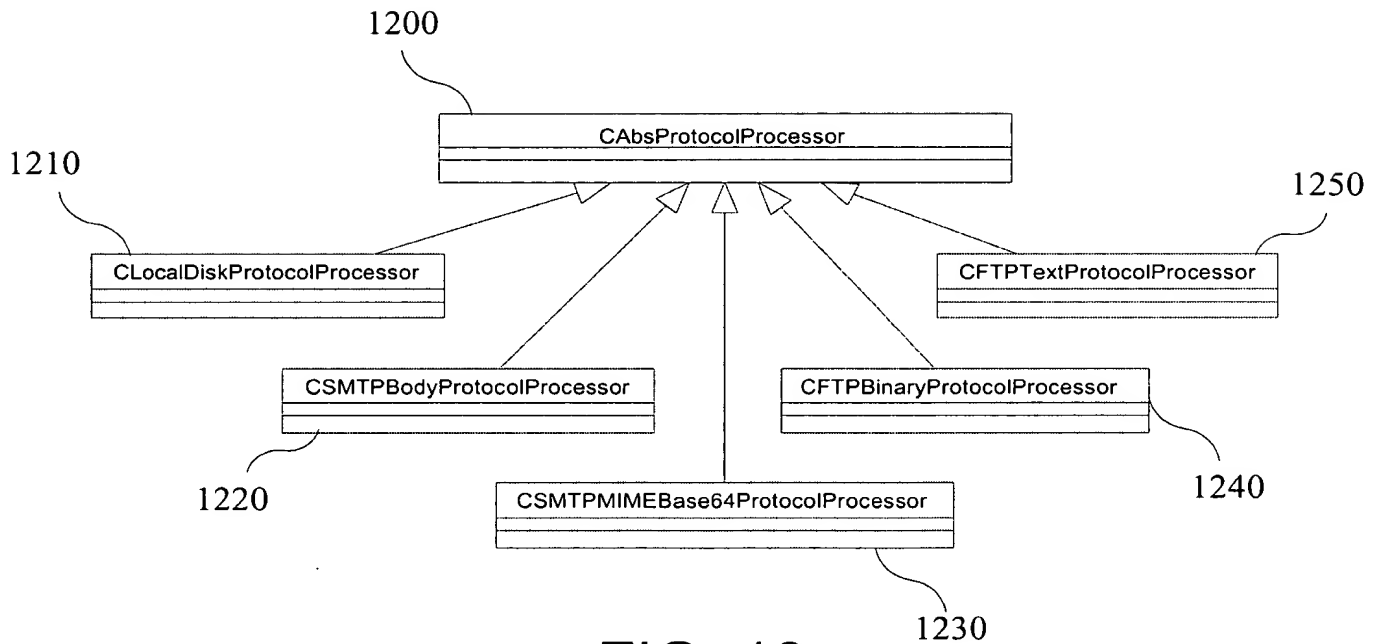 1200
CAbsProtocolProcessor
1210
1250
CLocalDiskProtocolProcessor
CFTPTextProtocolProcessor
CSMTPBodyProtocolProcessor
CFTPBinaryProtocolProcessor
1220
1240
CSMTPMIMEBase64ProtocolProcessor
1230